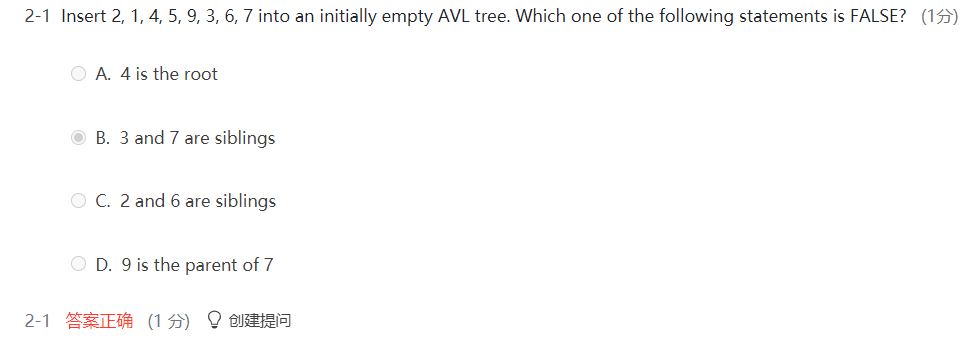 2-1 Insert 2, 1, 4, 5, 9, 3, 6, 7 into an initially empty AVL tree. Which one of the following statements is FALSE? (1分)
A. 4 is the root
B. 3 and 7 are siblings
C. 2 and 6 are siblings
D. 9 is the parent of 7
2-1 答案正确 (1 分) 创建提问